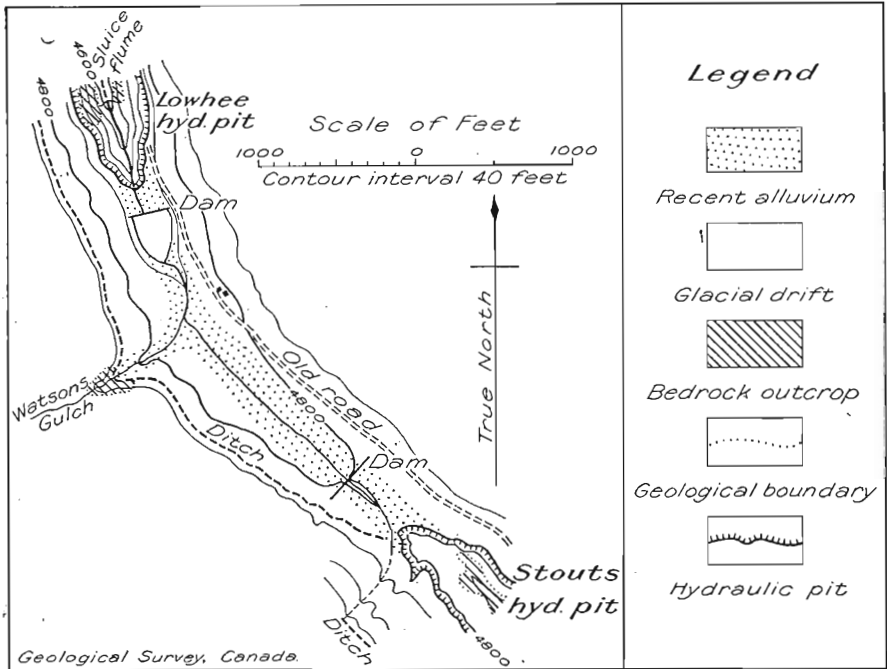 4800
4600
Sluice
Flume
Lowhee
hyd. pit
Scale of Feet
1000 0 1000
Contour interval 40 feet
Dam
True North
Old road
4800
Watsons
Gulch
Ditch
Dam
Stouts
hyd. pit
4800
Ditch
Geological Survey, Canada.
Legend
Recent alluvium
Glacial drift
Bedrock outcrop
Geological boundary
Hydraulic pit